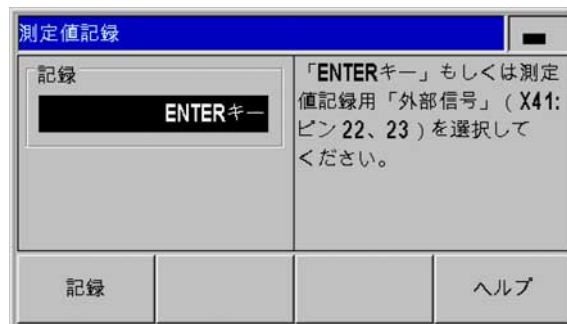 測定値記録
記録
ENTERキー
「ENTERキー」もしくは測定
値記録用「外部信号」(X41:
ピン 22、23)を選択して
ください。
記録
ヘルプ